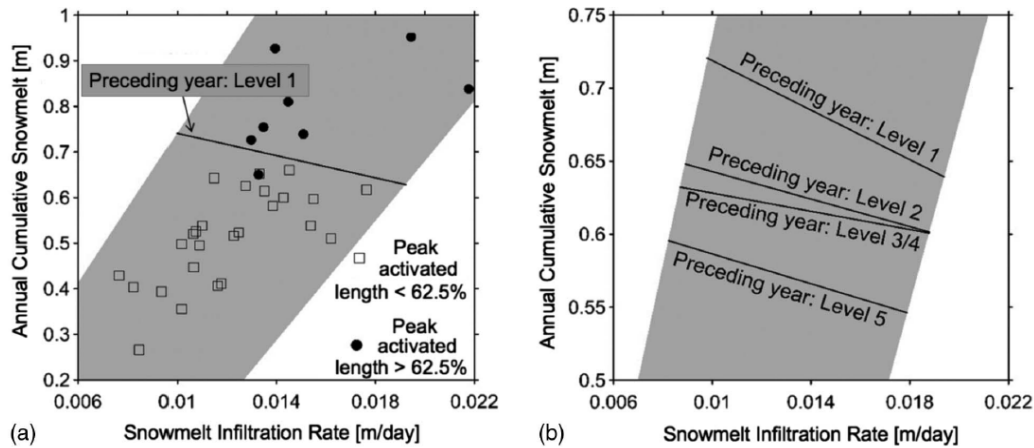 1
0.9
0.8
0.7
0.6
0.5
0.4
0.3
0.2
Annual Cumulative Snowmelt [m]
Preceding year: Level 1
Peak
activated
length < 62.5%
Peak
activated
length > 62.5%
0.006
0.01
0.014
0.018
0.022
(a)
Snowmelt Infiltration Rate [m/day]
0.75
0.7
0.65
0.6
0.55
0.5
Annual Cumulative Snowmelt [m]
Preceding year: Level 1
Preceding year: Level 2
Preceding year: Level 3/4
Preceding year: Level 5
0.006
0.01
0.014
0.018
0.022
(b)
Snowmelt Infiltration Rate [m/day]